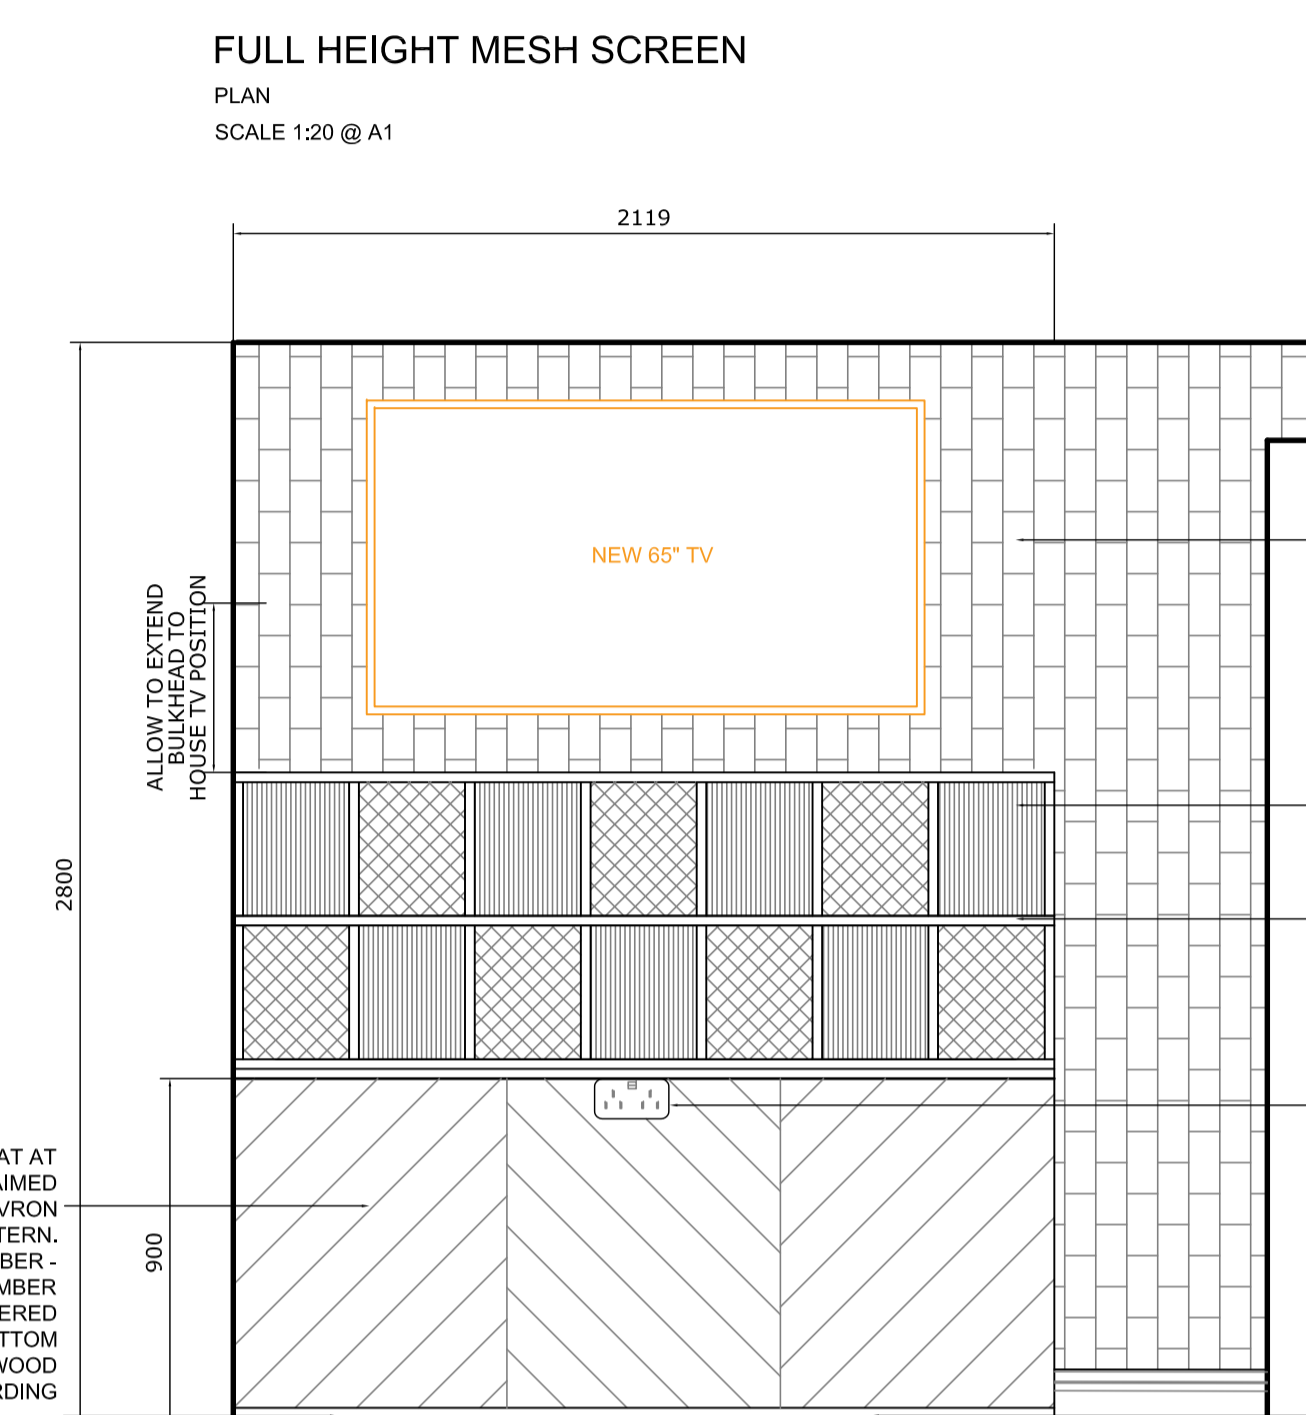 FULL HEIGHT MESH SCREEN
PLAN
SCALE 1:20 @ A1
2119
NEW 65" TV
ALLOW TO EXTEND
BULKHEAD TO
HOUSE TV POSITION
2800
900
AT AT
AIMED
VRON
TERN.
BER -
MBER
ERED
TTOM
WOOD
RDING